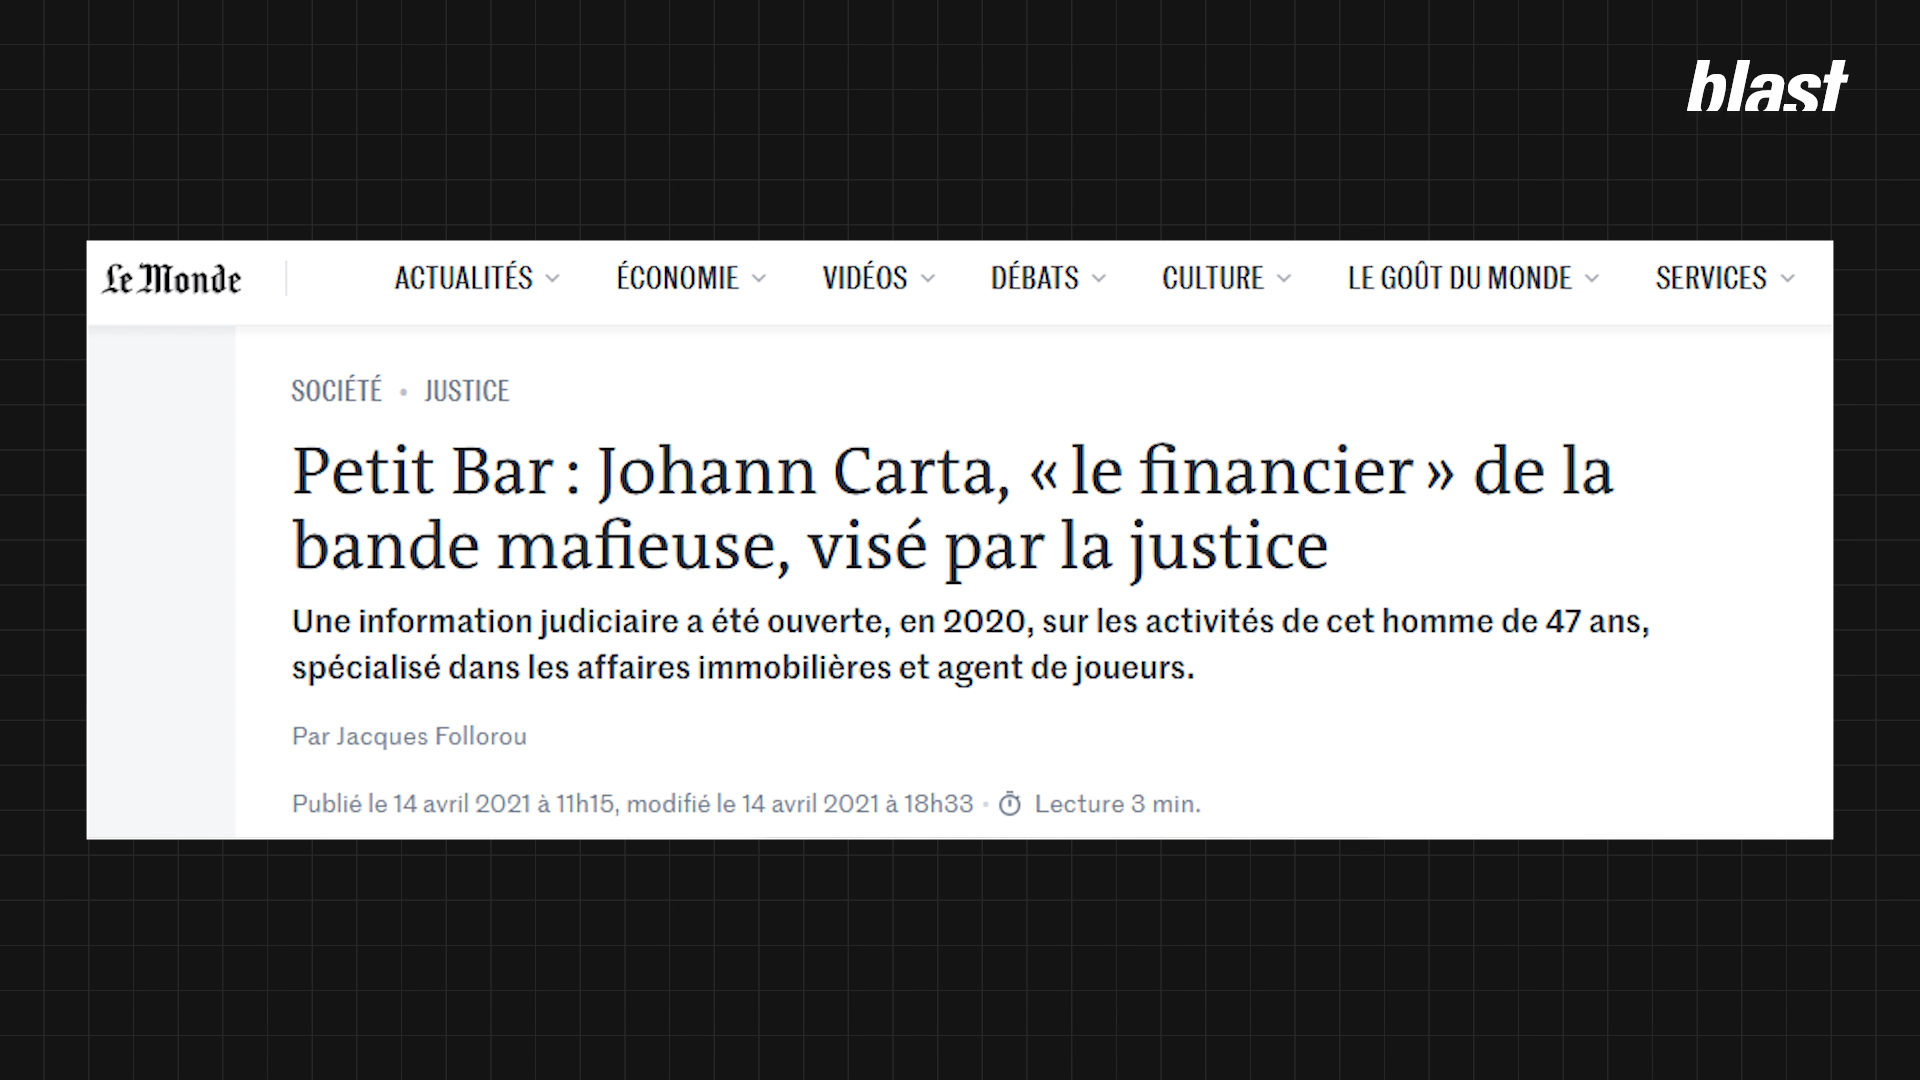 blast
Le Monde
ACTUALITÉS ÉCONOMIE VIDÉOS DÉBATS CULTURE LE GOÛT DU MONDE SERVICES
SOCIÉTÉ • JUSTICE
Petit Bar : Johann Carta, « le financier » de la
bande mafieuse, visé par la justice
Une information judiciaire a été ouverte, en 2020, sur les activités de cet homme de 47 ans,
spécialisé dans les affaires immobilières et agent de joueurs.
Par Jacques Follorou
Publié le 14 avril 2021 à 11h15, modifié le 14 avril 2021 à 18h33 • Lecture 3 min.